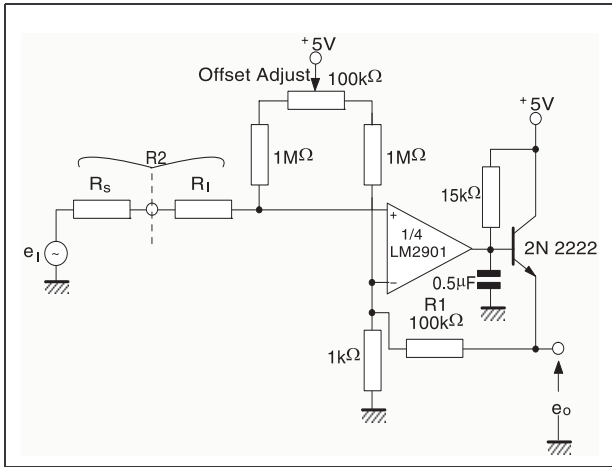 +5V
Offset Adjust 100kΩ
+5V
1MΩ 1MΩ
R2
Rs RI
15kΩ
+
1/4
LM2901
−
2N 2222
eI
~
0.5µF
R1
100kΩ
1kΩ
eo